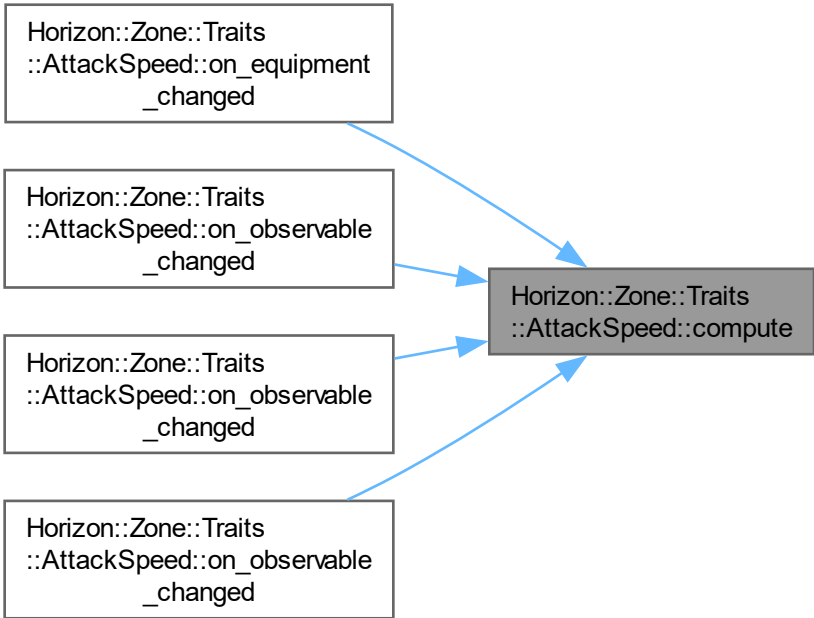 Horizon::Zone::Traits
::AttackSpeed::on_equipment
_changed
Horizon::Zone::Traits
::AttackSpeed::on_observable
_changed
Horizon::Zone::Traits
::AttackSpeed::compute
Horizon::Zone::Traits
::AttackSpeed::on_observable
_changed
Horizon::Zone::Traits
::AttackSpeed::on_observable
_changed